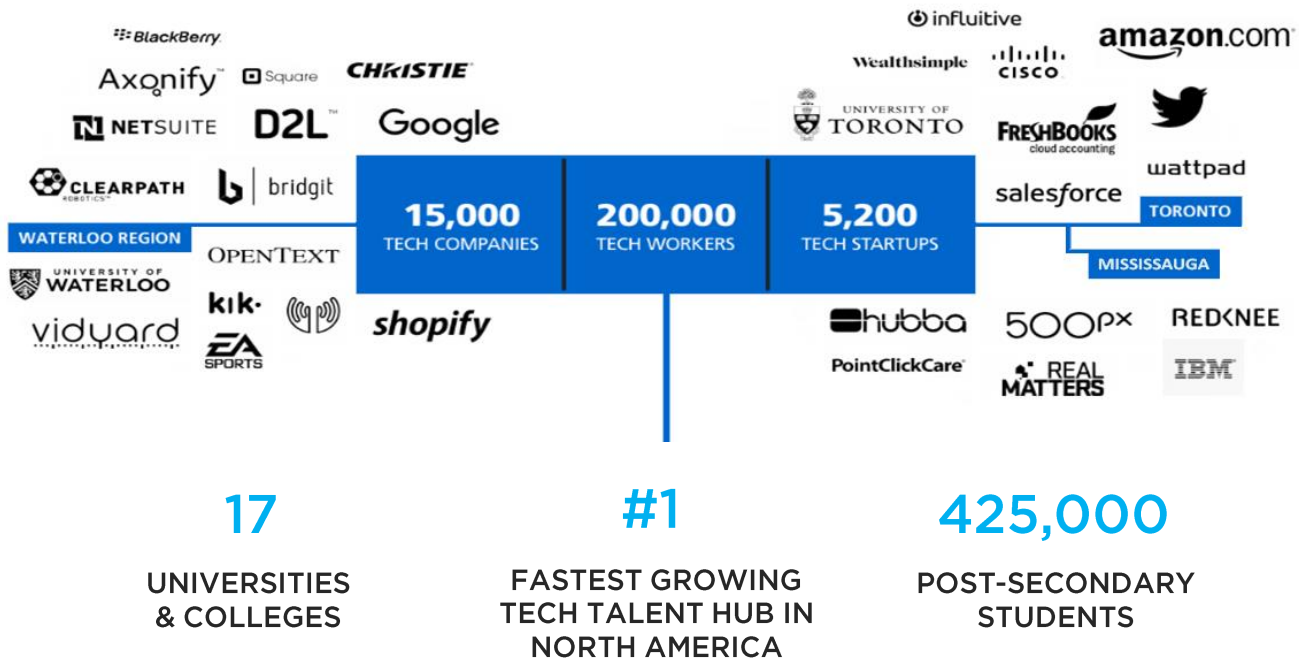 BlackBerry.
Axonify™
Square
CHRISTIE
NETSUITE
D2L™
Google
CLEARPATH
ROBOTICS™
bridgit
WATERLOO REGION
OPENTEXT
UNIVERSITY OF
WATERLOO
kik·
vidyard
EA
SPORTS
shopify
15,000
TECH COMPANIES
200,000
TECH WORKERS
5,200
TECH STARTUPS
influitive
Wealthsimple
CISCO
amazon.com
UNIVERSITY OF
TORONTO
FRESHBOOKS
cloud accounting
wattpad
salesforce
TORONTO
MISSISSAUGA
hubba
500px
REDKNEE
PointClickCare
REAL
MATTERS
IBM
17
UNIVERSITIES
& COLLEGES
#1
FASTEST GROWING
TECH TALENT HUB IN
NORTH AMERICA
425,000
POST-SECONDARY
STUDENTS